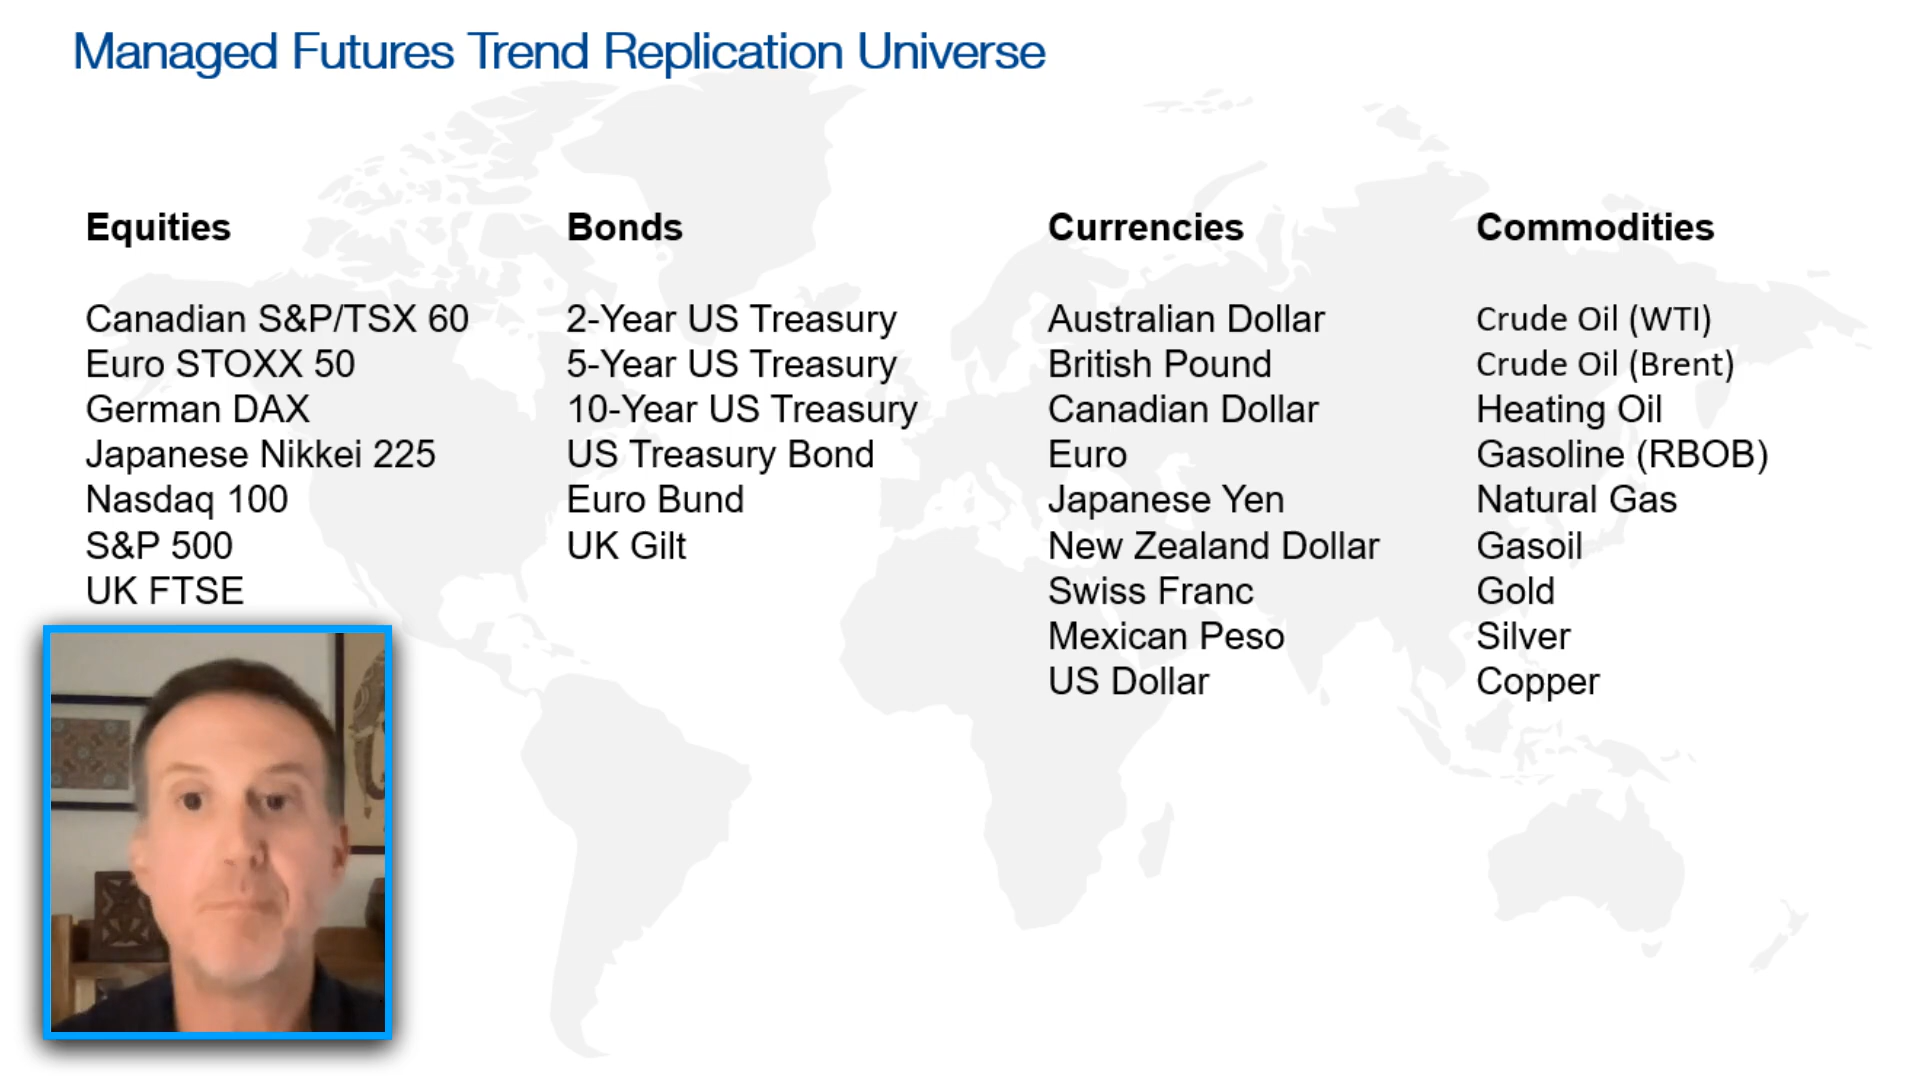 Managed Futures Trend Replication Universe
Equities
Canadian S&P/TSX 60
Euro STOXX 50
German DAX
Japanese Nikkei 225
Nasdaq 100
S&P 500
UK FTSE
Bonds
2-Year US Treasury
5-Year US Treasury
10-Year US Treasury
US Treasury Bond
Euro Bund
UK Gilt
Currencies
Australian Dollar
British Pound
Canadian Dollar
Euro
Japanese Yen
New Zealand Dollar
Swiss Franc
Mexican Peso
US Dollar
Commodities
Crude Oil (WTI)
Crude Oil (Brent)
Heating Oil
Gasoline (RBOB)
Natural Gas
Gasoil
Gold
Silver
Copper